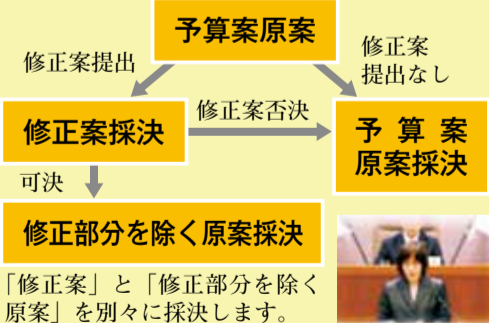 予算案原案
修正案提出
修正案
提出なし
修正案採決
修正案否決
予算案
原案採決
可決
修正部分を除く原案採決
「修正案」と「修正部分を除く
原案」を別々に採決します。